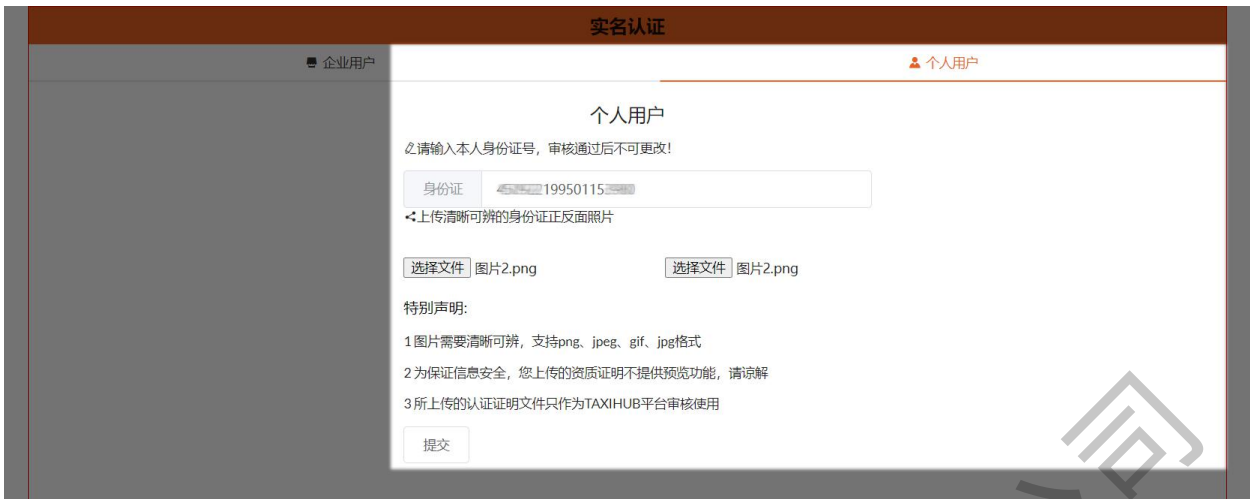 实名认证
企业用户
个人用户
个人用户
请输入本人身份证号，审核通过后不可更改!
身份证 19950115
上传清晰可辨的身份证正反面照片
选择文件 图片2.png 选择文件 图片2.png
特别声明:
1 图片需要清晰可辨，支持png、jpeg、gif、jpg格式
2 为保证信息安全，您上传的资质证明不提供预览功能，请谅解
3 所上传的认证证明文件只作为TAXIHUB平台审核使用
提交